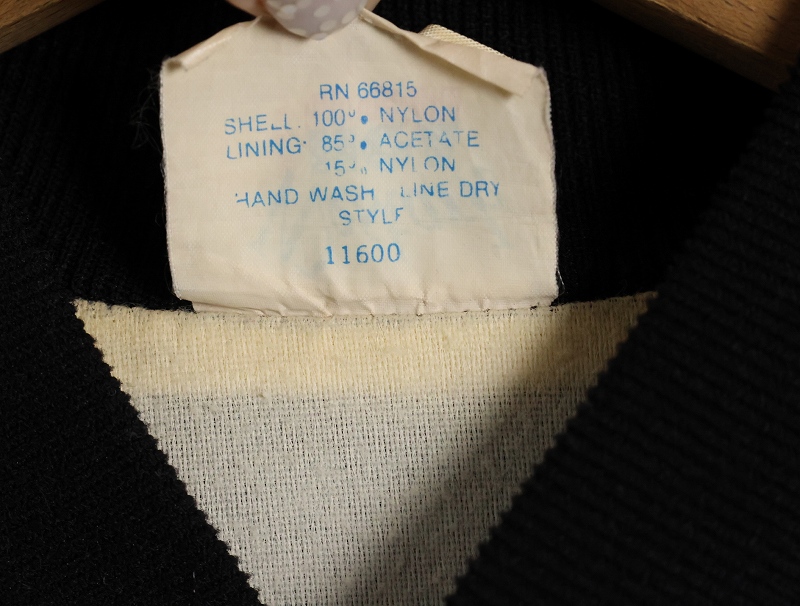 RN 66815
SHELL: 100% NYLON
LINING: 85% ACETATE
15% NYLON
HAND WASH LINE DRY
STYLE
11600